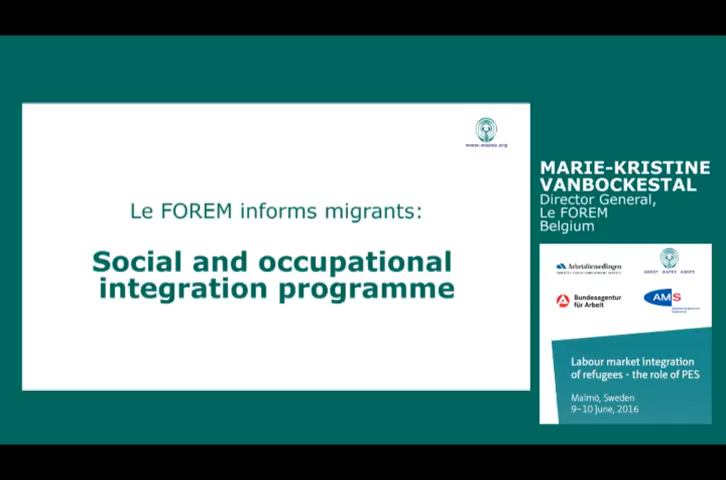 www.wapes.org
Le FOREM informs migrants:
Social and occupational
integration programme
MARIE-KRISTINE
VANBOCKESTAL
Director General,
Le FOREM
Belgium
Arbetsförmedlingen
Bundesagentur
für Arbeit
AMS
Labour market integration
of refugees - the role of PES
Malmö, Sweden
9–10 June, 2016